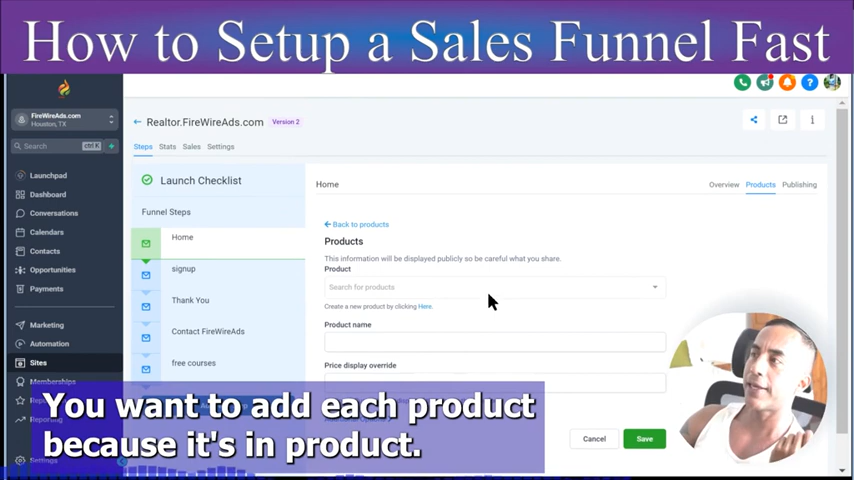 How to Setup a Sales Funnel Fast
FireWireAds.com
Houston, TX
Search
ctrl K
Launchpad
Dashboard
Conversations
Calendars
Contacts
Opportunities
Payments
Marketing
Automation
Sites
Memberships
Reporting
Settings
Realtor.FireWireAds.com
Version 2
Steps Stats Sales Settings
Launch Checklist
Funnel Steps
Home
signup
Thank You
Contact FireWireAds
free courses
Home
Overview Products Publishing
Back to products
Products
This information will be displayed publicly so be careful what you share.
Product
Search for products
Create a new product by clicking Here.
Product name
Price display override
Cancel
Save
You want to add each product
because it's in product.